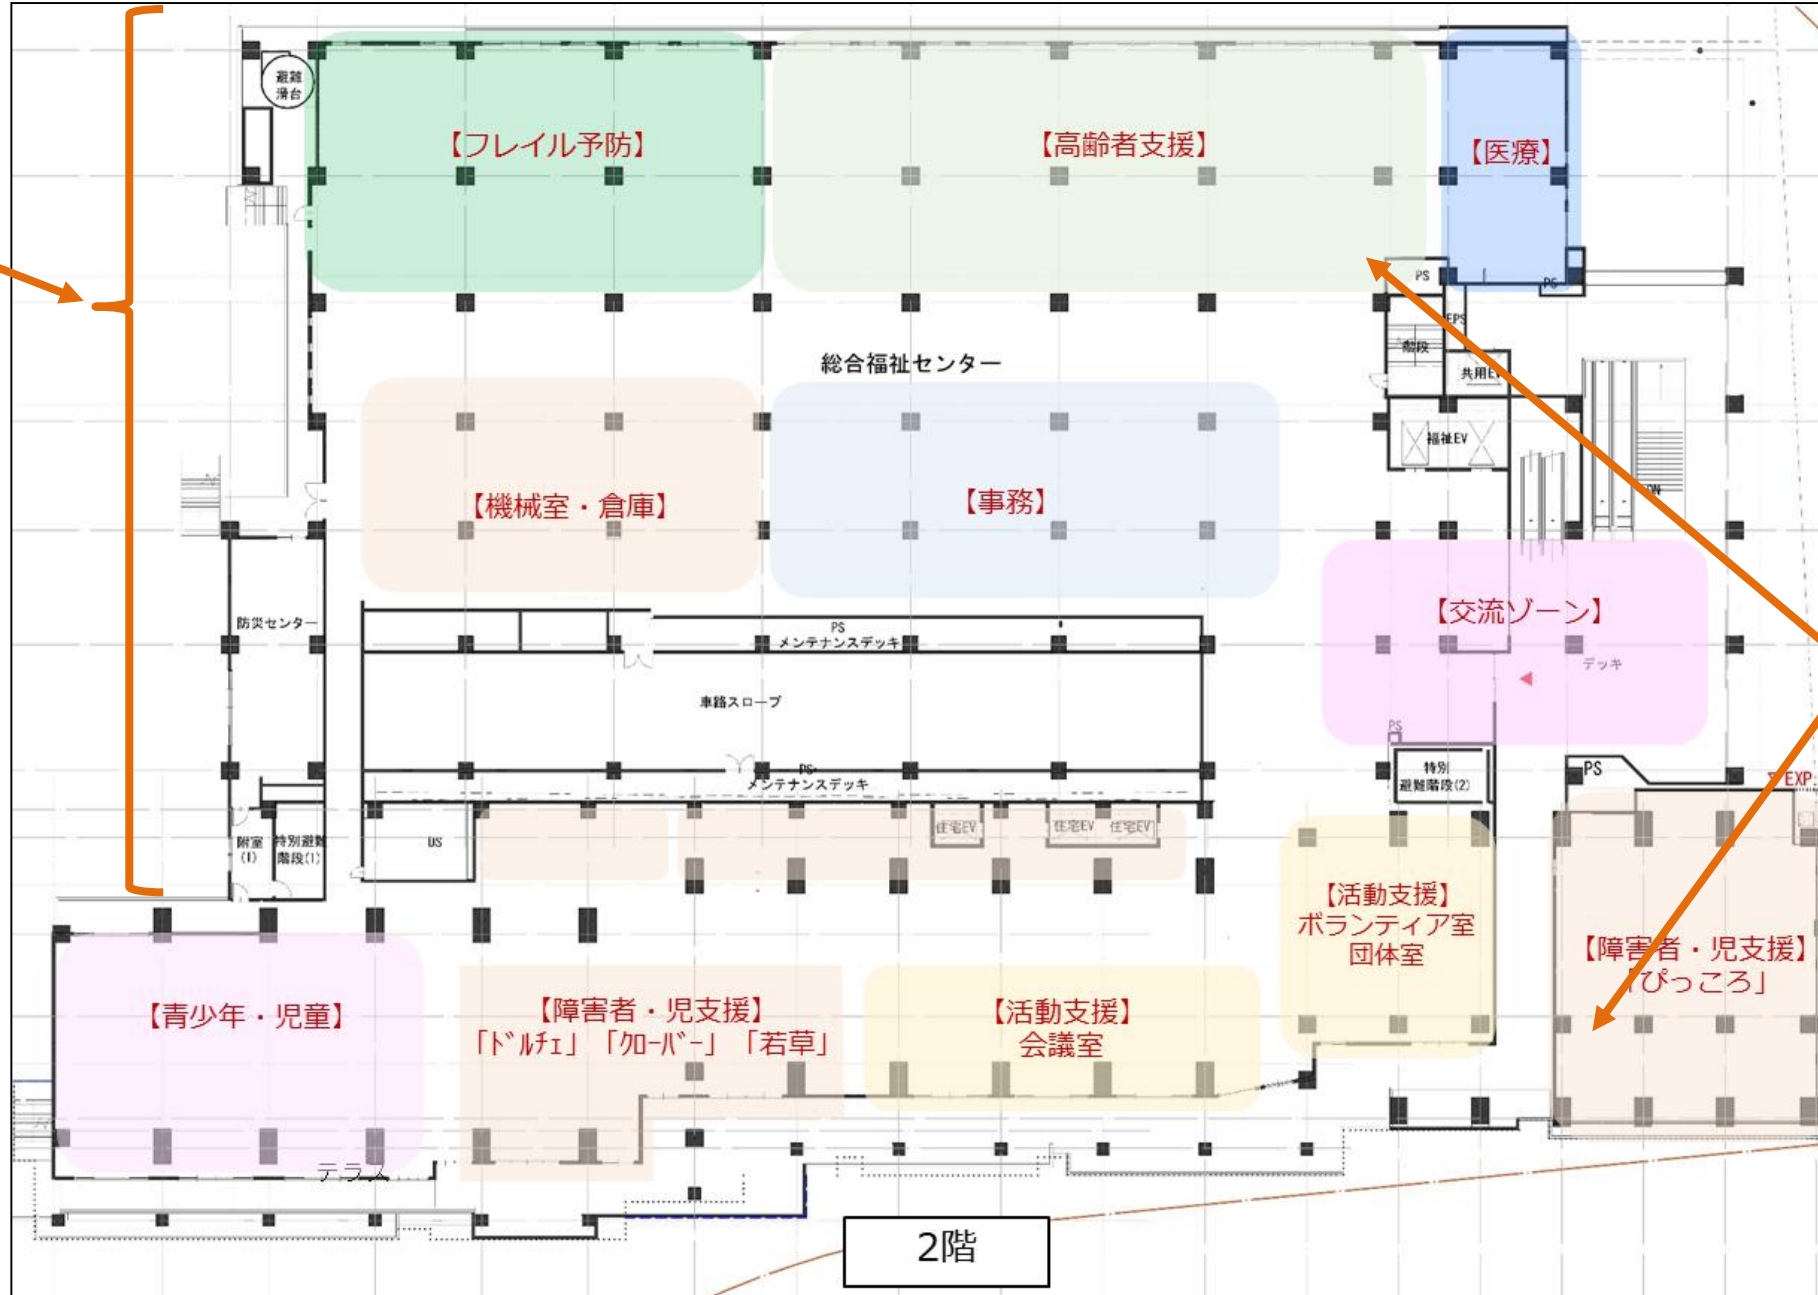 避難
滑台
【フレイル予防】
【高齢者支援】
【医療】
PS
PS
EPS
階段
共用EV
総合福祉センター
福祉EV
【機械室・倉庫】
【事務】
防災センター
【交流ゾーン】
デッキ
PS
メンテナンスデッキ
車路スロープ
PS
PS
メンテナンスデッキ
特別
避難階段(2)
PS
EXP.
附室
(1)
特別避難
階段(1)
DS
住宅EV
住宅EV
住宅EV
【活動支援】
ボランティア室
団体室
【障害者・児支援】
「ぴっころ」
【青少年・児童】
【障害者・児支援】
「ﾄﾞﾙﾁｪ」「ｸﾛｰﾊﾞｰ」「若草」
【活動支援】
会議室
テラス
2階